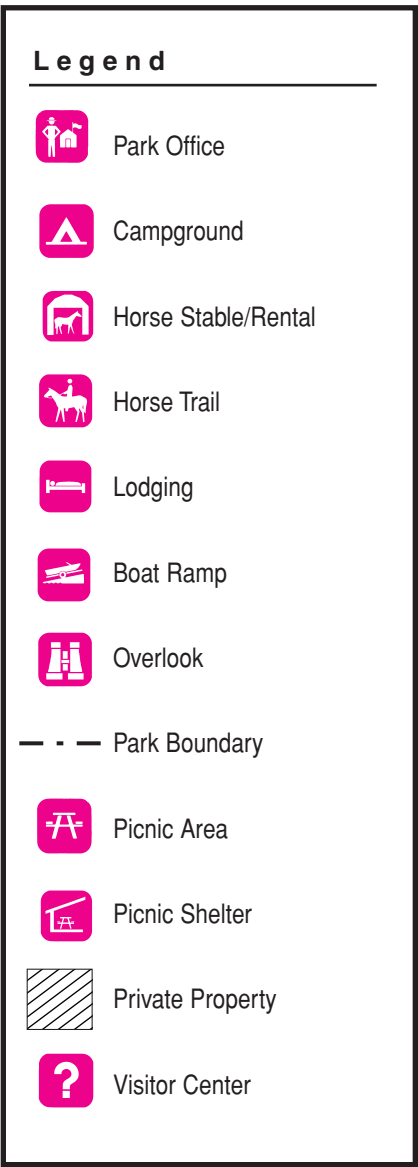 Legend
Park Office
Campground
Horse Stable/Rental
Horse Trail
Lodging
Boat Ramp
Overlook
Park Boundary
Picnic Area
Picnic Shelter
Private Property
?
Visitor Center